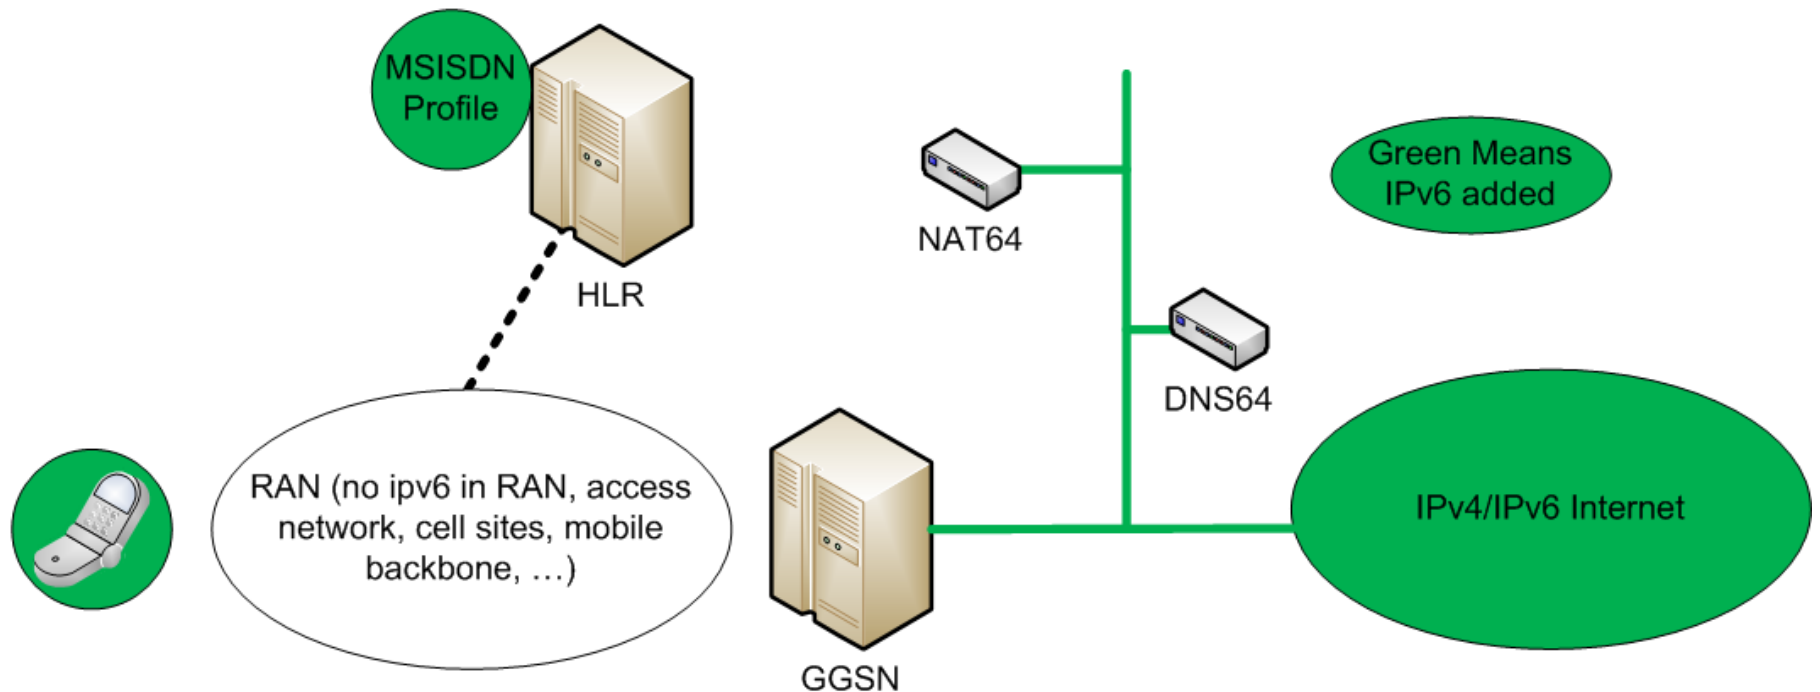 MSISDN
Profile
HLR
NAT64
Green Means
IPv6 added
DNS64
RAN (no ipv6 in RAN, access
network, cell sites, mobile
backbone, …)
GGSN
IPv4/IPv6 Internet